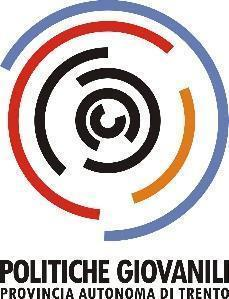 POLITICHE GIOVANILI
PROVINCIA AUTONOMA DI TRENTO